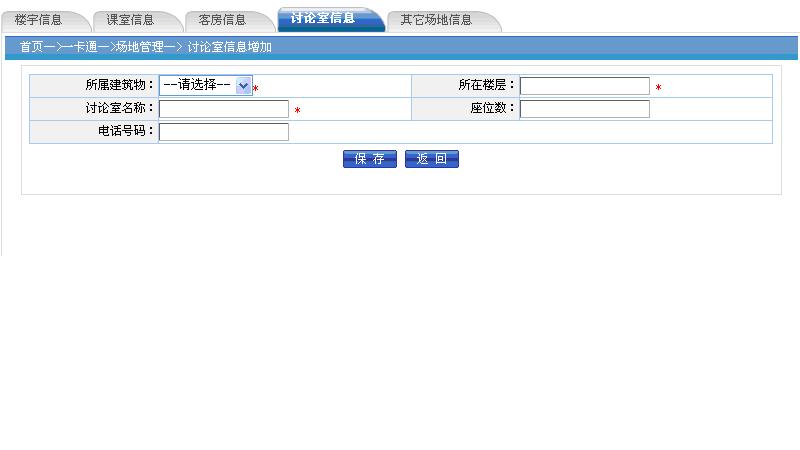 楼宇信息 课室信息 客房信息 讨论室信息 其它场地信息
首页—>一卡通—>场地管理—> 讨论室信息增加
所属建筑物： --请选择-- * 所在楼层： *
讨论室名称： * 座位数：
电话号码：
保 存 返 回